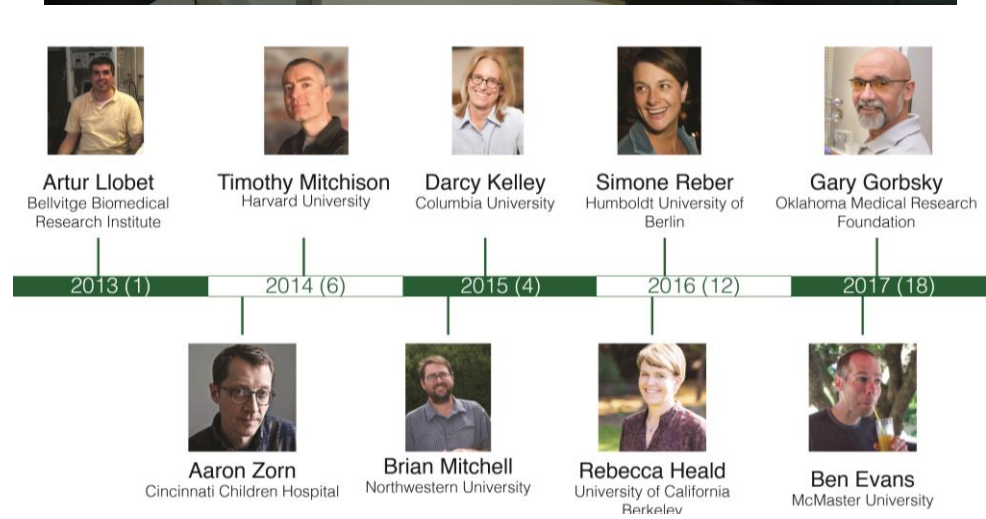 Artur Llobet
Bellvitge Biomedical
Research Institute
Timothy Mitchison
Harvard University
Darcy Kelley
Columbia University
Simone Reber
Humboldt University of
Berlin
Gary Gorbsky
Oklahoma Medical Research
Foundation
2013 (1)
2014 (6)
2015 (4)
2016 (12)
2017 (18)
Aaron Zorn
Cincinnati Children Hospital
Brian Mitchell
Northwestern University
Rebecca Heald
University of California
Berkeley
Ben Evans
McMaster University